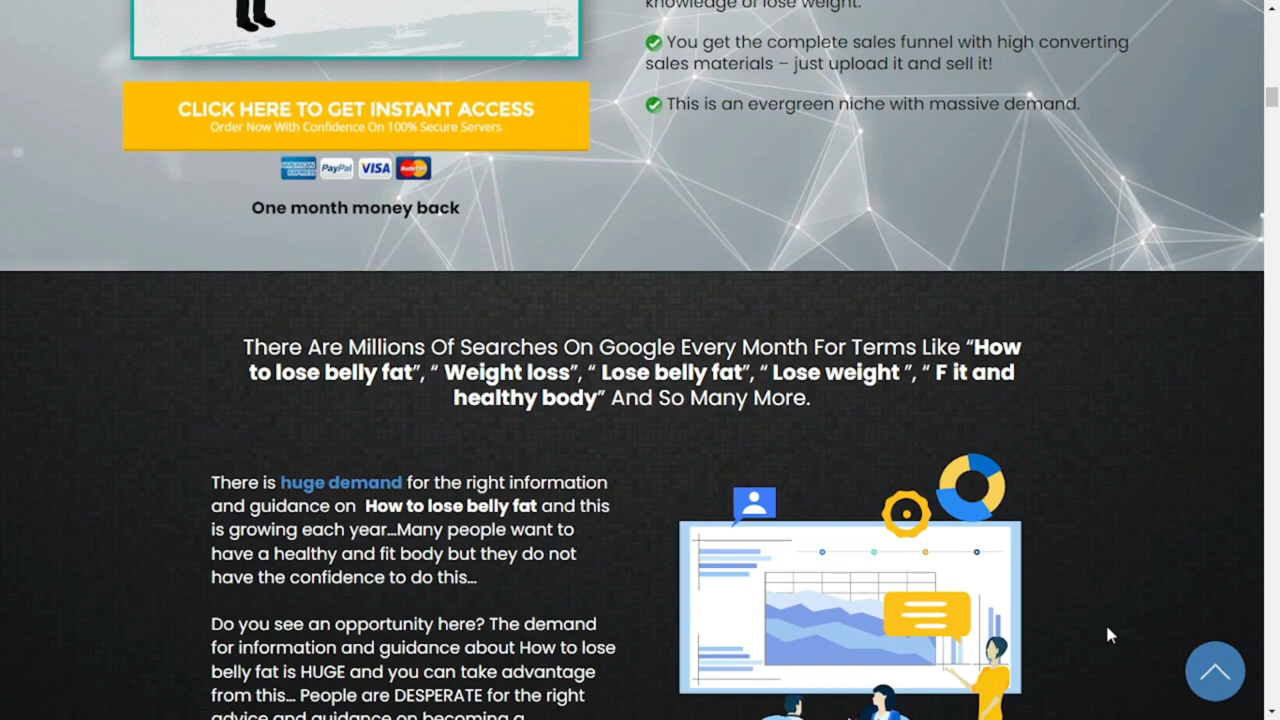 knowledge of lose weight.
You get the complete sales funnel with high converting
sales materials – just upload it and sell it!
This is an evergreen niche with massive demand.
CLICK HERE TO GET INSTANT ACCESS
Order Now With Confidence On 100% Secure Servers
AMERICAN EXPRESS PayPal VISA MasterCard
One month money back
There Are Millions Of Searches On Google Every Month For Terms Like “How
to lose belly fat”, “ Weight loss”, “ Lose belly fat”, “ Lose weight ”, “ F it and
healthy body” And So Many More.
There is huge demand for the right information
and guidance on How to lose belly fat and this
is growing each year...Many people want to
have a healthy and fit body but they do not
have the confidence to do this...
Do you see an opportunity here? The demand
for information and guidance about How to lose
belly fat is HUGE and you can take advantage
from this... People are DESPERATE for the right
advice and guidance on becoming a